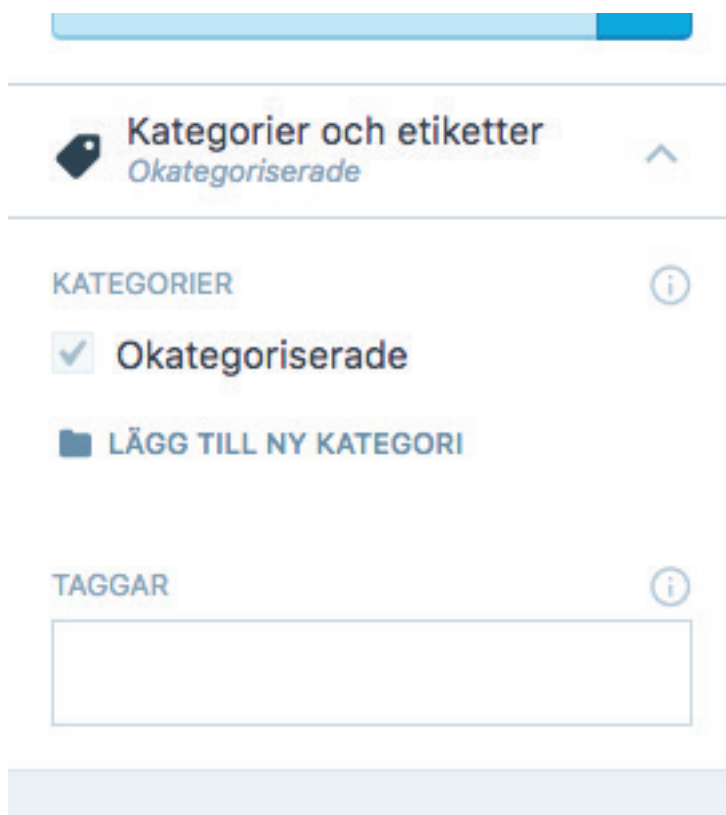 Kategorier och etiketter
Okategoriserade
KATEGORIER
Okategoriserade
LÄGG TILL NY KATEGORI
TAGGAR